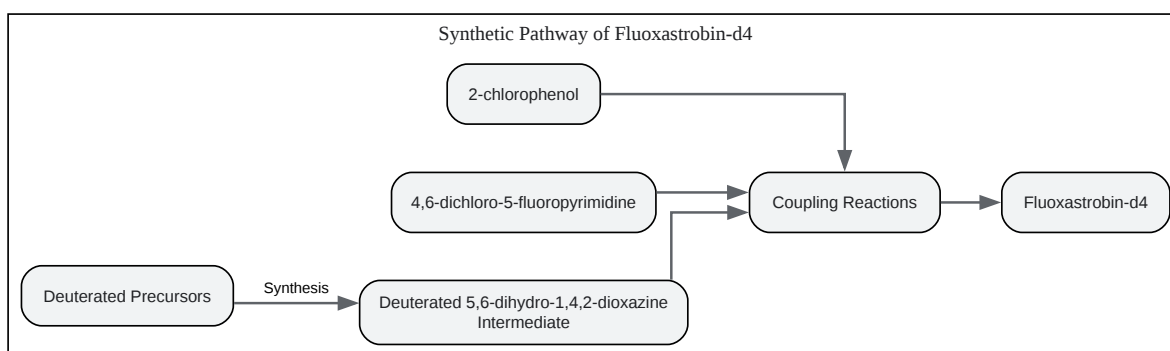 Synthetic Pathway of Fluoxastrobin-d4
2-chlorophenol
4,6-dichloro-5-fluoropyrimidine
Coupling Reactions
Fluoxastrobin-d4
Deuterated Precursors
Synthesis
Deuterated 5,6-dihydro-1,4,2-dioxazine
Intermediate